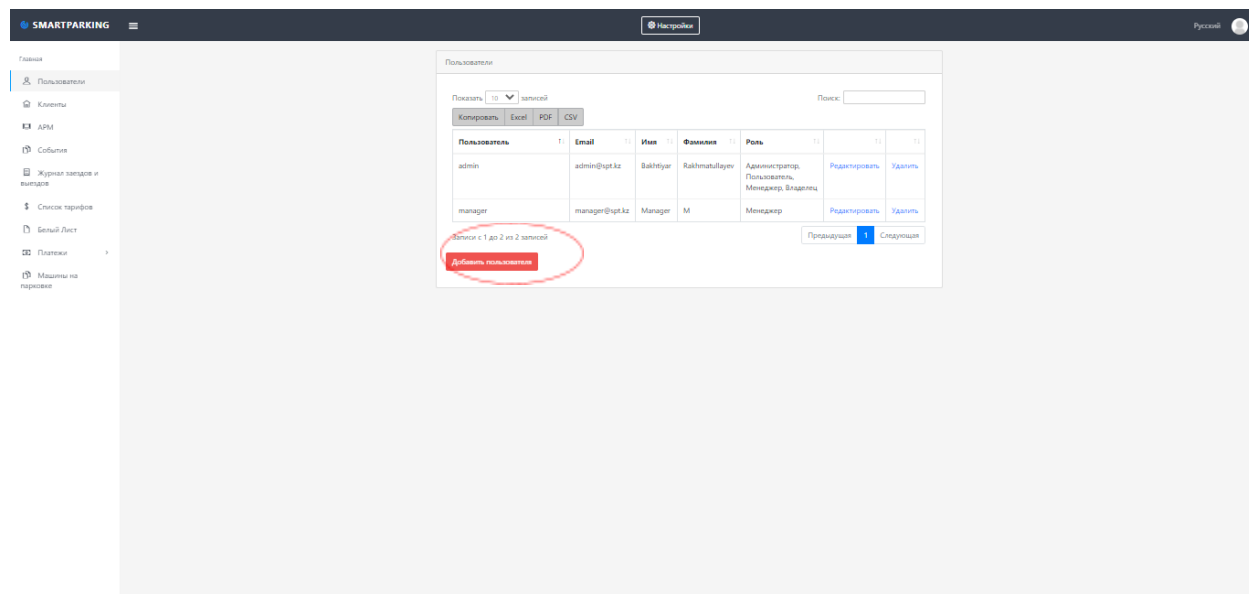 SMARTPARKING
Настройки
Русский
Главная
Пользователи
Клиенты
АРМ
События
Журнал заездов и
выездов
Список тарифов
Белый Лист
Платежи
Машины на
парковке
Пользователи
Показать 10 записей
Поиск:
Копировать Excel PDF CSV
Пользователь Email Имя Фамилия Роль
admin admin@spt.kz Bakhtiyar Rakhmatullayev Администратор, Редактировать Удалить
Пользователь,
Менеджер, Владелец
manager manager@spt.kz Manager M Менеджер Редактировать Удалить
Записи с 1 до 2 из 2 записей
Предыдущая 1 Следующая
Добавить пользователя